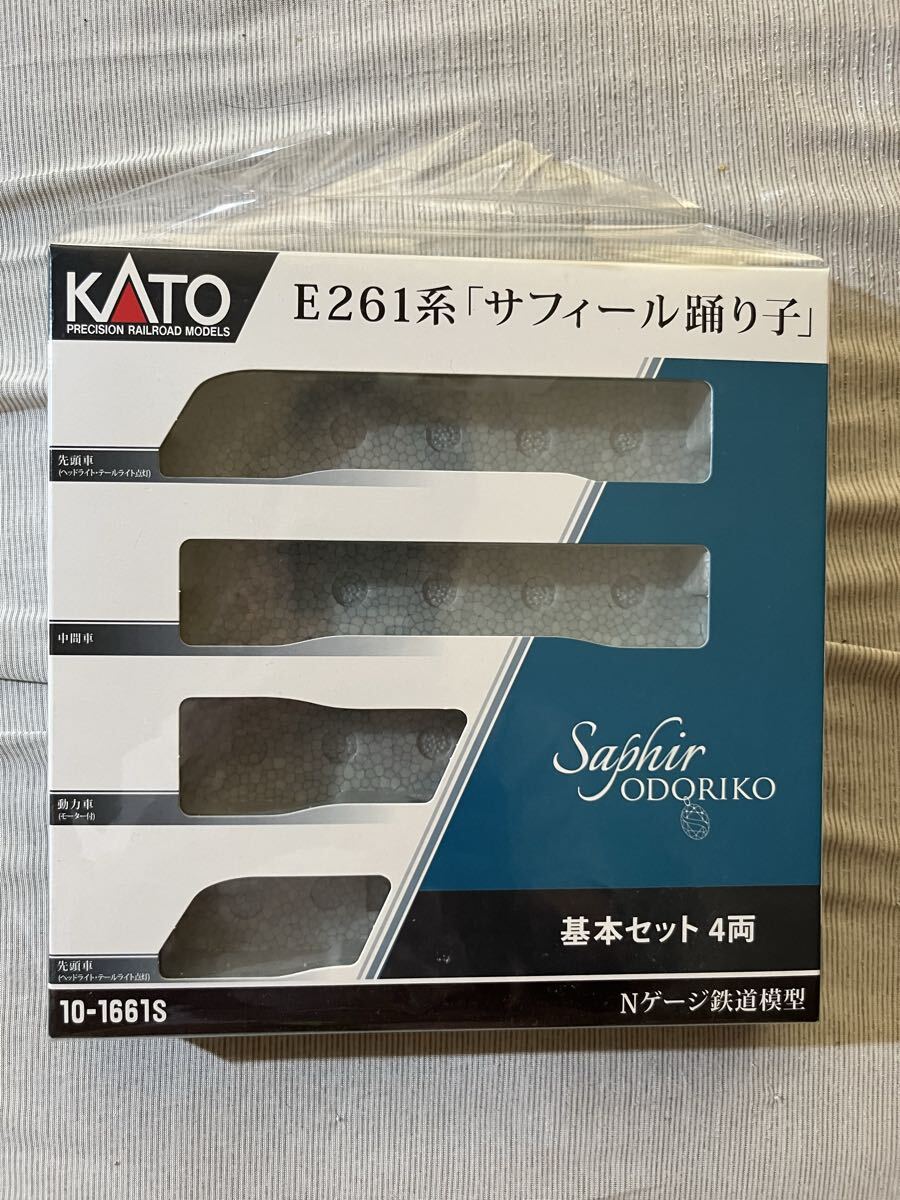 KATO
PRECISION RAILROAD MODELS
E261系「サフィール踊り子」
先頭車
(ヘッドライト・テールライト点灯)
中間車
動力車
(モーター付)
Saphir
ODORIKO
先頭車
(ヘッドライト・テールライト点灯)
基本セット 4両
10-1661S
Nゲージ鉄道模型